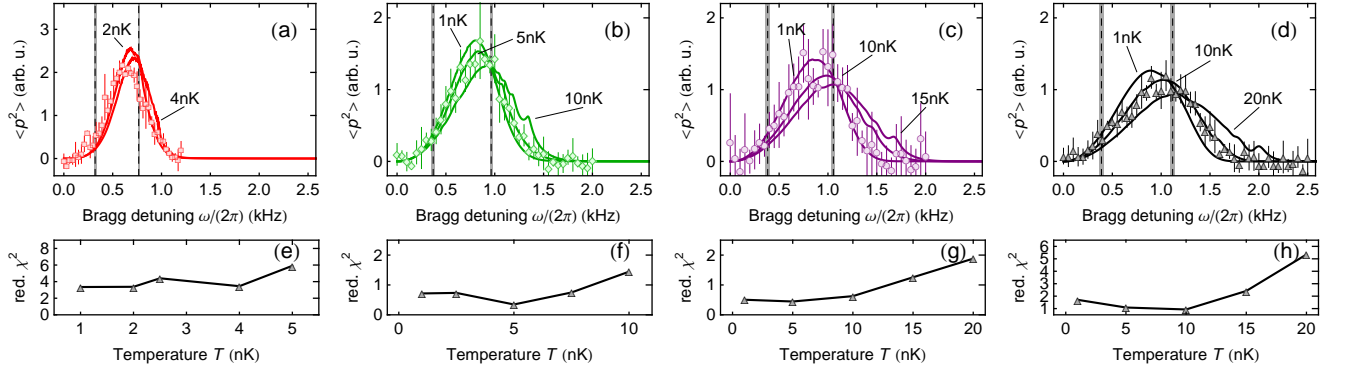 (a)
2nK
4nK
<p²> (arb. u.)
3
2
1
0
0.0 0.5 1.0 1.5 2.0 2.5
Bragg detuning ω/(2π) (kHz)
(b)
1nK
5nK
10nK
<p²> (arb. u.)
2
1
0
0.0 0.5 1.0 1.5 2.0 2.5
Bragg detuning ω/(2π) (kHz)
(c)
1nK
10nK
15nK
<p²> (arb. u.)
2
1
0
0.0 0.5 1.0 1.5 2.0 2.5
Bragg detuning ω/(2π) (kHz)
(d)
1nK
10nK
20nK
<p²> (arb. u.)
2
1
0
0.0 0.5 1.0 1.5 2.0 2.5
Bragg detuning ω/(2π) (kHz)
(e)
red. χ²
8
6
4
2
0
1 2 3 4 5
Temperature T (nK)
(f)
red. χ²
2
1
0
0 5 10
Temperature T (nK)
(g)
red. χ²
2
1
0
0 5 10 15 20
Temperature T (nK)
(h)
red. χ²
6
5
4
3
2
1
0 5 10 15 20
Temperature T (nK)